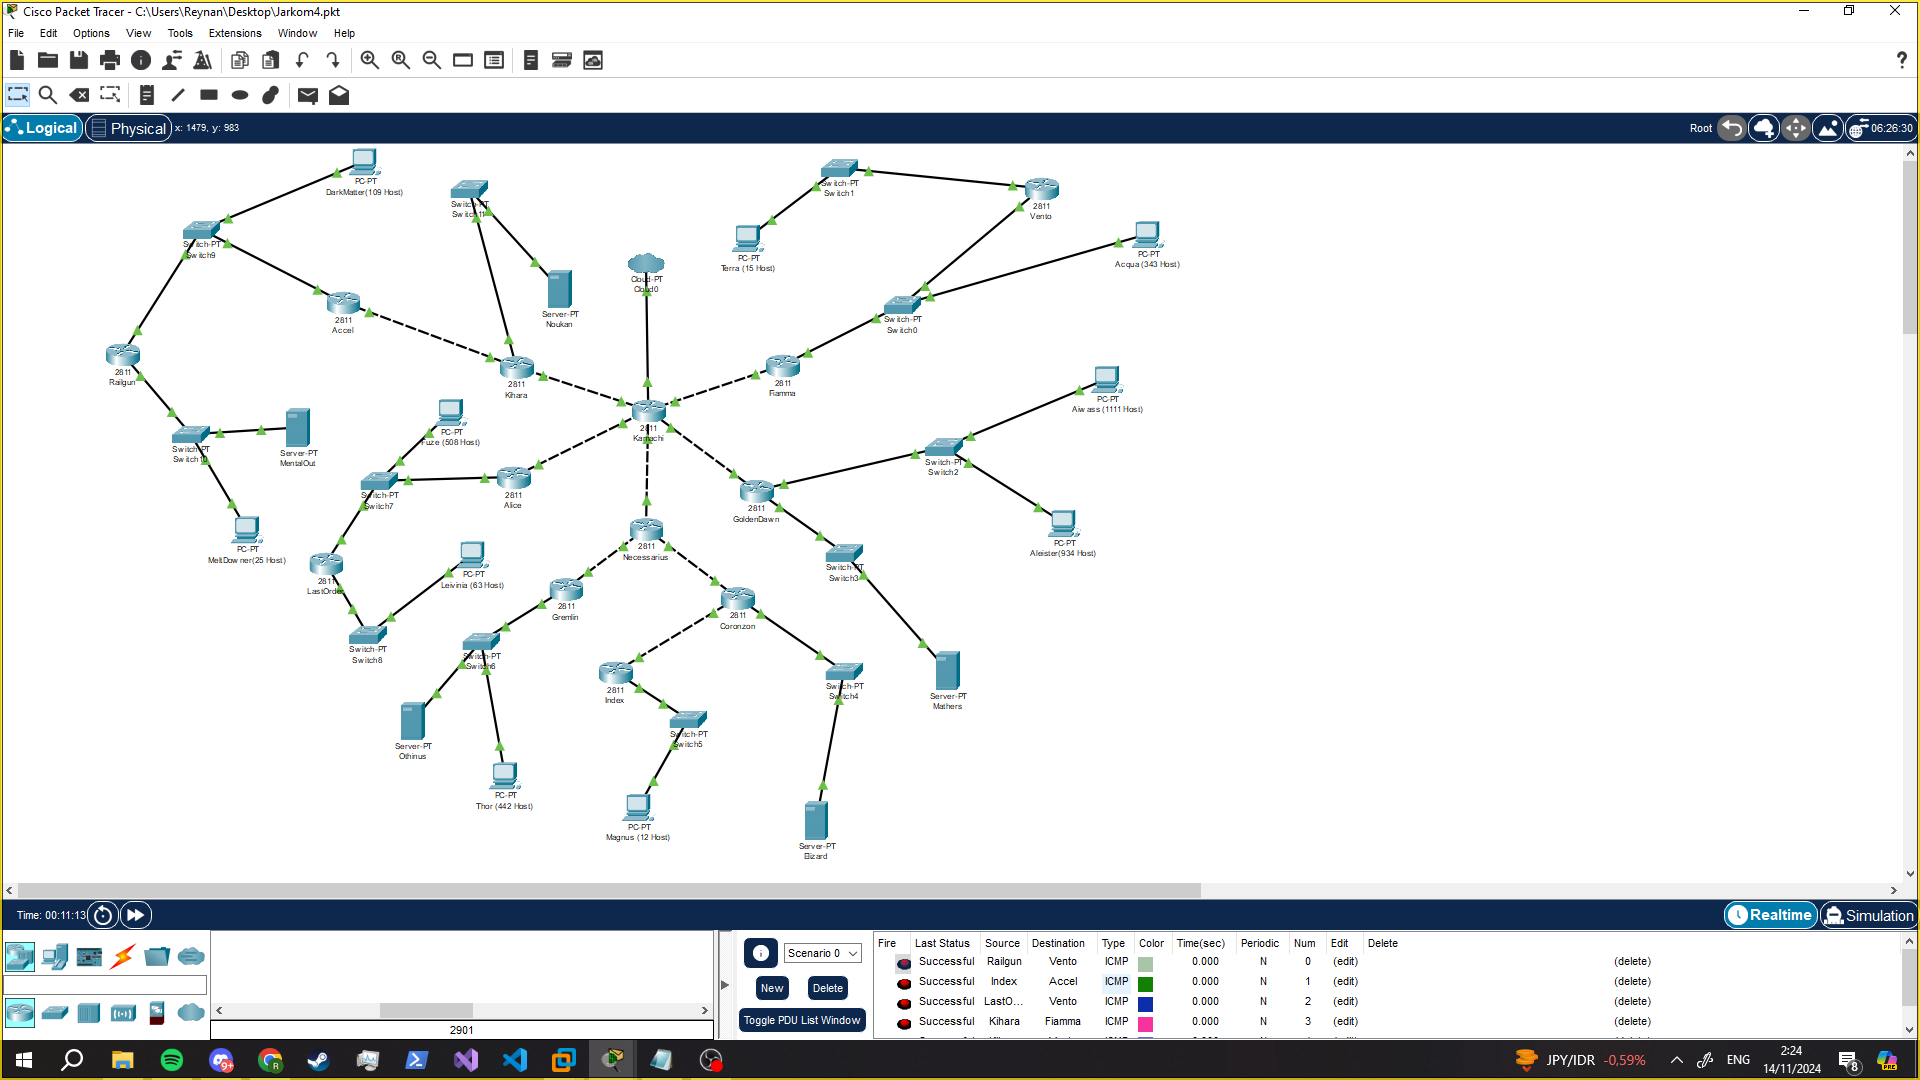 Cisco Packet Tracer - C:\Users\Reynan\Desktop\Jarkom4.pkt
File Edit Options View Tools Extensions Window Help
Logical Physical x: 1479, y: 983
Root 06:26:30
PC-PT
DarkMatter(109 Host)
Switch-PT
Switch11
Switch-PT
Switch1
2811
Vento
Switch-PT
Switch9
PC-PT
Terra (15 Host)
PC-PT
Acqua (343 Host)
Cloud-PT
Cloud0
Server-PT
Noukan
2811
Accel
Switch-PT
Switch0
2811
Railgun
2811
Kihara
2811
Fiamma
PC-PT
Aiwass (1111 Host)
2811
Kamachi
PC-PT
Fuze (508 Host)
Switch-PT
Switch10
Server-PT
MentalOut
Switch-PT
Switch2
Switch-PT
Switch7
2811
Alice
2811
GoldenDawn
PC-PT
MeltDowner(25 Host)
2811
Necessarius
PC-PT
Aleister(934 Host)
Switch-PT
Switch3
2811
LastOrder
PC-PT
Leivinia (63 Host)
2811
Gremlin
2811
Coronzon
Switch-PT
Switch8
Switch-PT
Switch6
2811
Index
Switch-PT
Switch4
Server-PT
Mathers
Switch-PT
Switch5
Server-PT
Othinus
PC-PT
Thor (442 Host)
PC-PT
Magnus (12 Host)
Server-PT
Bizard
Time: 00:11:13
Realtime Simulation
2901
Scenario 0
New Delete
Toggle PDU List Window
Fire Last Status Source Destination Type Color Time(sec) Periodic Num Edit Delete
Successful Railgun Vento ICMP 0.000 N 0 (edit) (delete)
Successful Index Accel ICMP 0.000 N 1 (edit) (delete)
Successful LastO... Vento ICMP 0.000 N 2 (edit) (delete)
Successful Kihara Fiamma ICMP 0.000 N 3 (edit) (delete)
9+
JPY/IDR -0,59%
ENG
2:24
14/11/2024
8
PRE